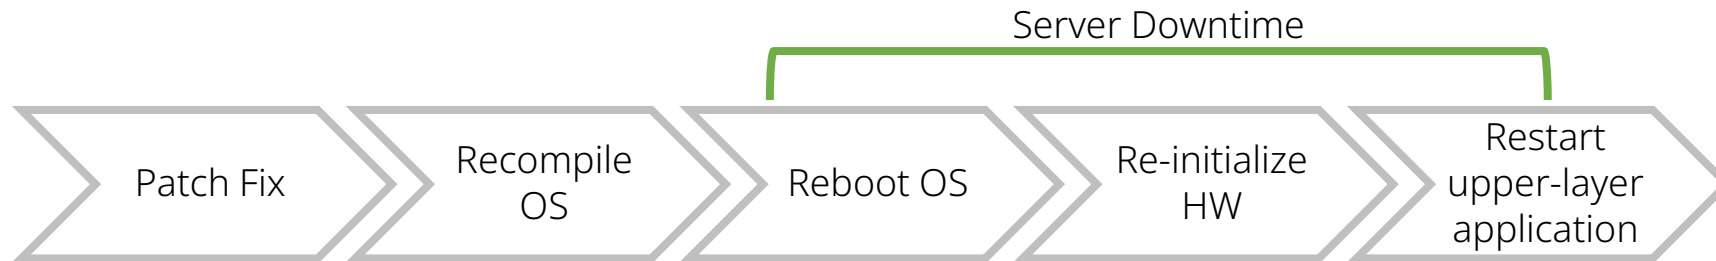 Server Downtime
Patch Fix
Recompile
OS
Reboot OS
Re-initialize
HW
Restart
upper-layer
application